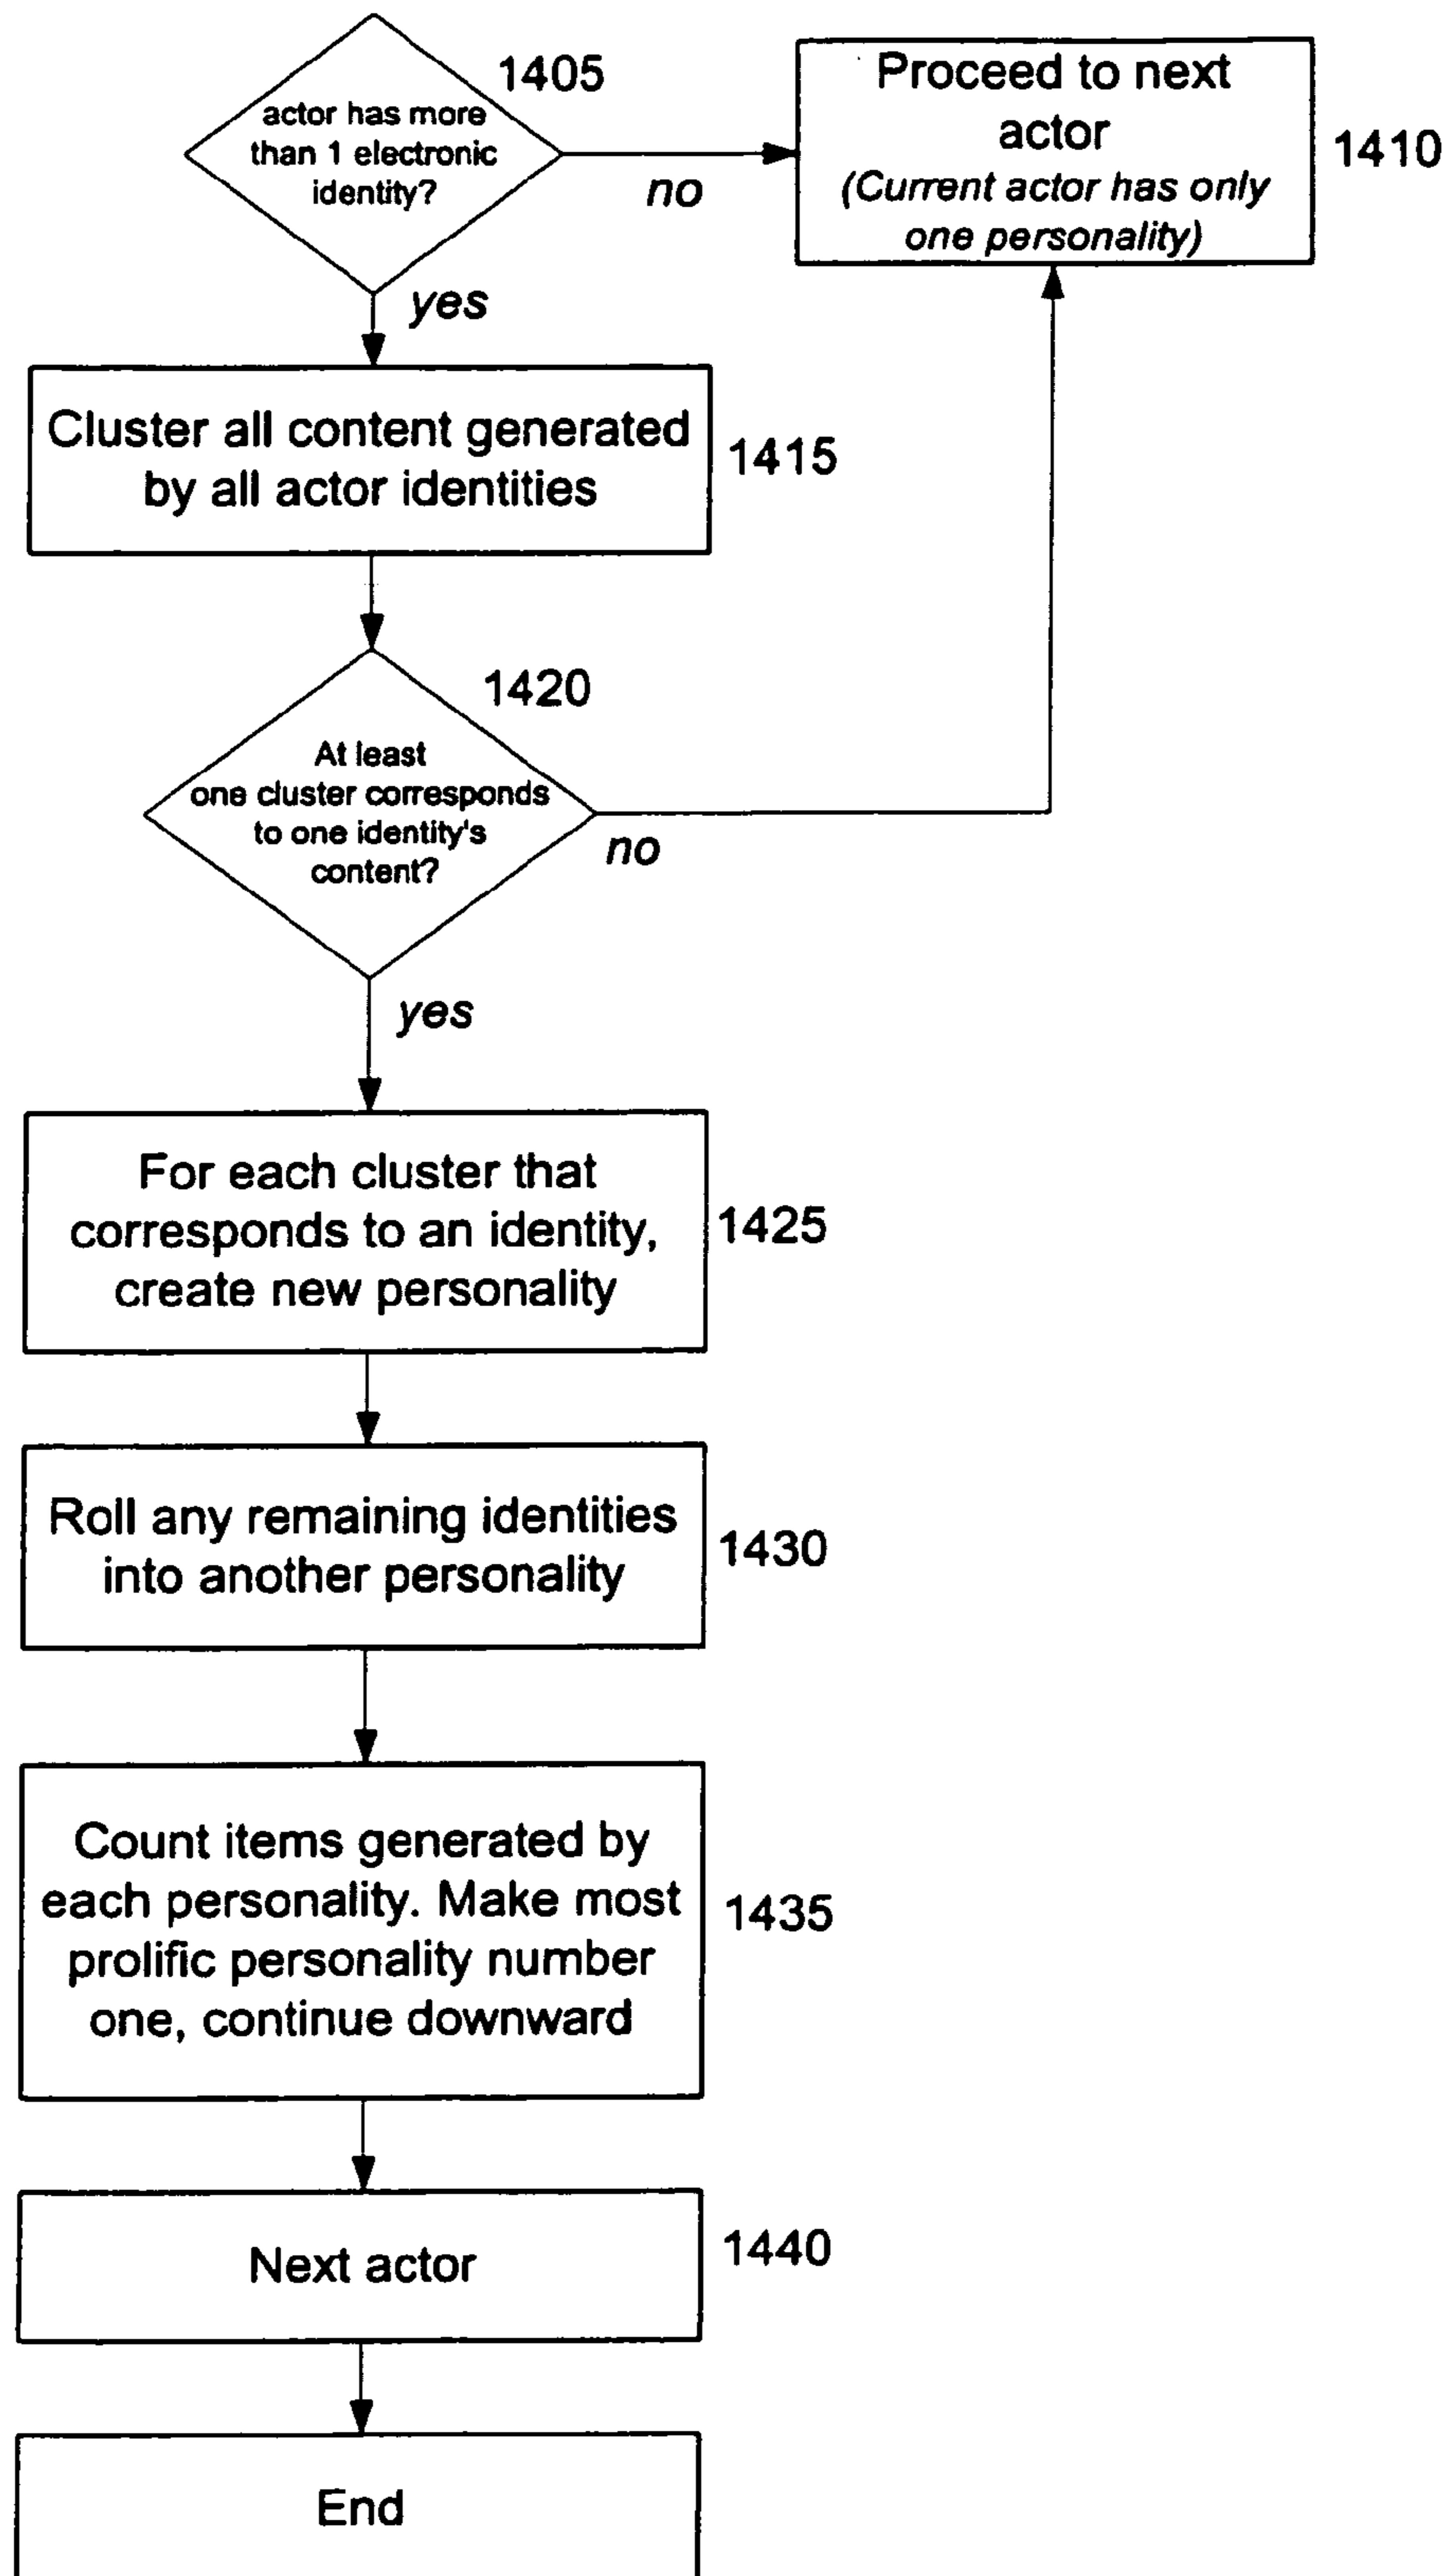 1405
actor has more
than 1 electronic
identity?
no
Proceed to next
actor
(Current actor has only
one personality)
1410
yes
Cluster all content generated
by all actor identities
1415
1420
At least
one cluster corresponds
to one identity's
content?
no
yes
For each cluster that
corresponds to an identity,
create new personality
1425
Roll any remaining identities
into another personality
1430
Count items generated by
each personality. Make most
prolific personality number
one, continue downward
1435
Next actor
1440
End